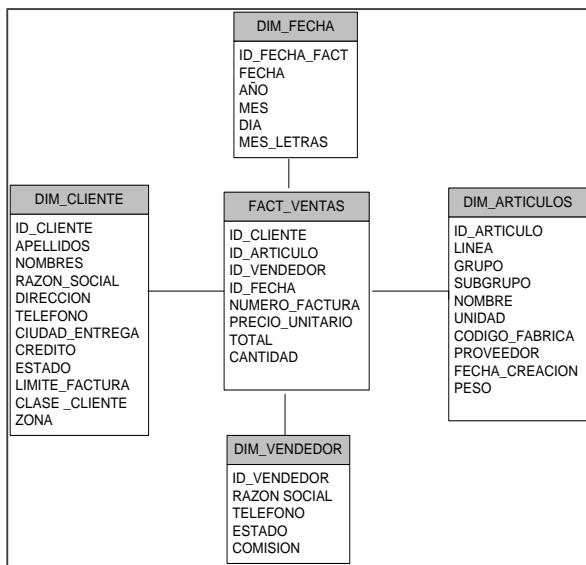 DIM_FECHA
ID_FECHA_FACT
FECHA
AÑO
MES
DIA
MES_LETRAS
DIM_CLIENTE
ID_CLIENTE
APELLIDOS
NOMBRES
RAZON_SOCIAL
DIRECCION
TELEFONO
CIUDAD_ENTREGA
CREDITO
ESTADO
LIMITE_FACTURA
CLASE _CLIENTE
ZONA
FACT_VENTAS
ID_CLIENTE
ID_ARTICULO
ID_VENDEDOR
ID_FECHA
NUMERO_FACTURA
PRECIO_UNITARIO
TOTAL
CANTIDAD
DIM_ARTICULOS
ID_ARTICULO
LINEA
GRUPO
SUBGRUPO
NOMBRE
UNIDAD
CODIGO_FABRICA
PROVEEDOR
FECHA_CREACION
PESO
DIM_VENDEDOR
ID_VENDEDOR
RAZON SOCIAL
TELEFONO
ESTADO
COMISION